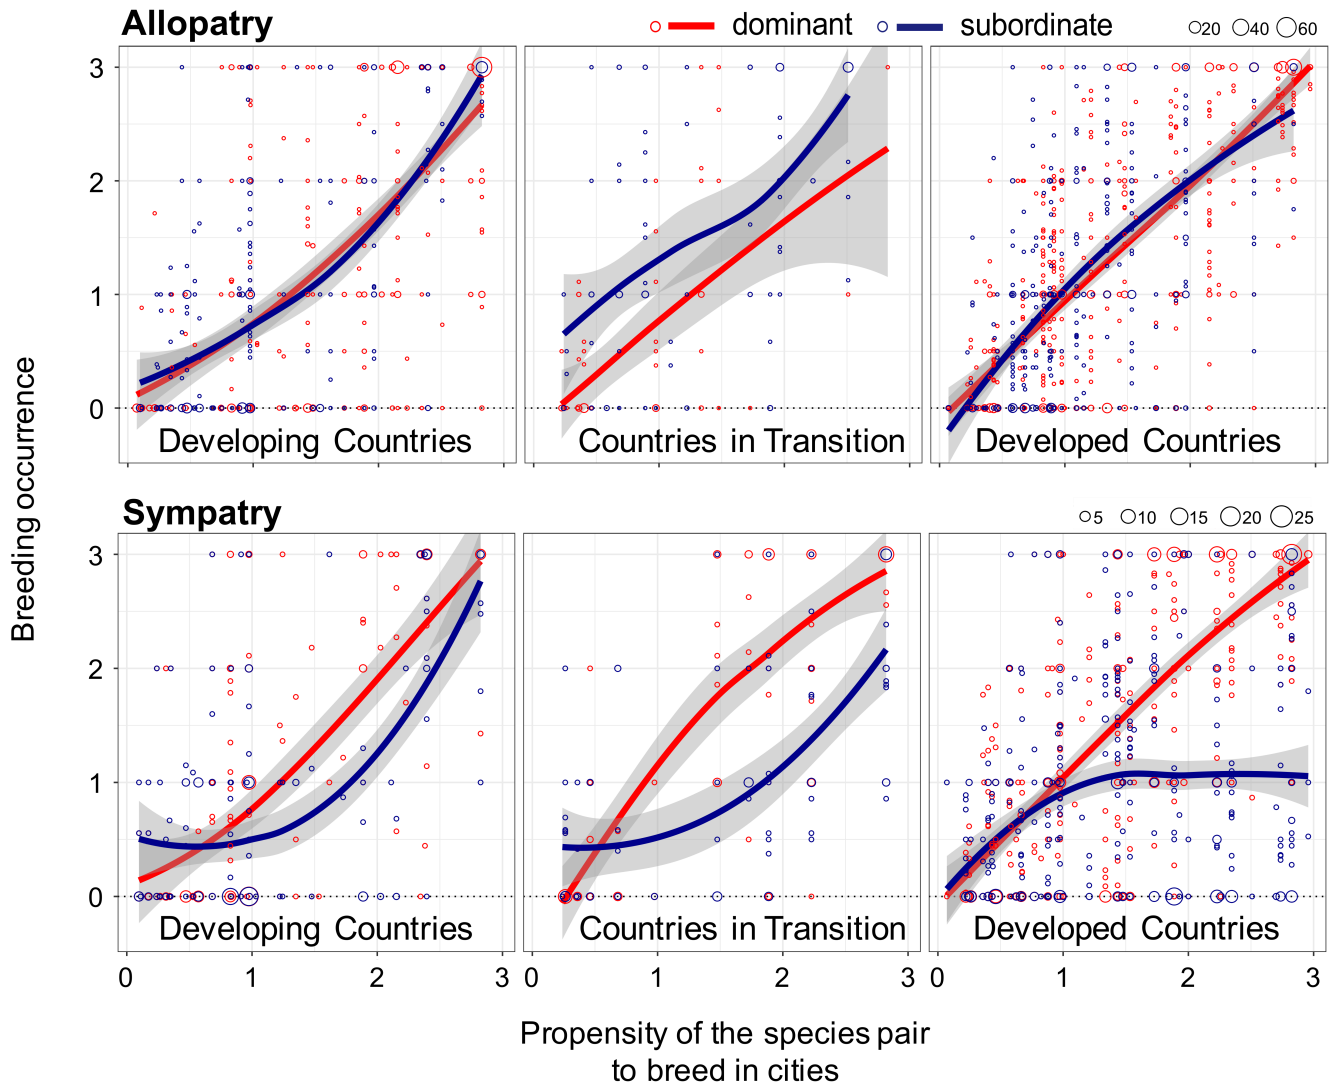 Allopatry
dominant subordinate
20 40 60
3
2
1
0
Developing Countries
Countries in Transition
Developed Countries
Breeding occurrence
Sympatry
5 10 15 20 25
3
2
1
0
Developing Countries
Countries in Transition
Developed Countries
0 1 2 3 0 1 2 3 0 1 2 3
Propensity of the species pair
to breed in cities